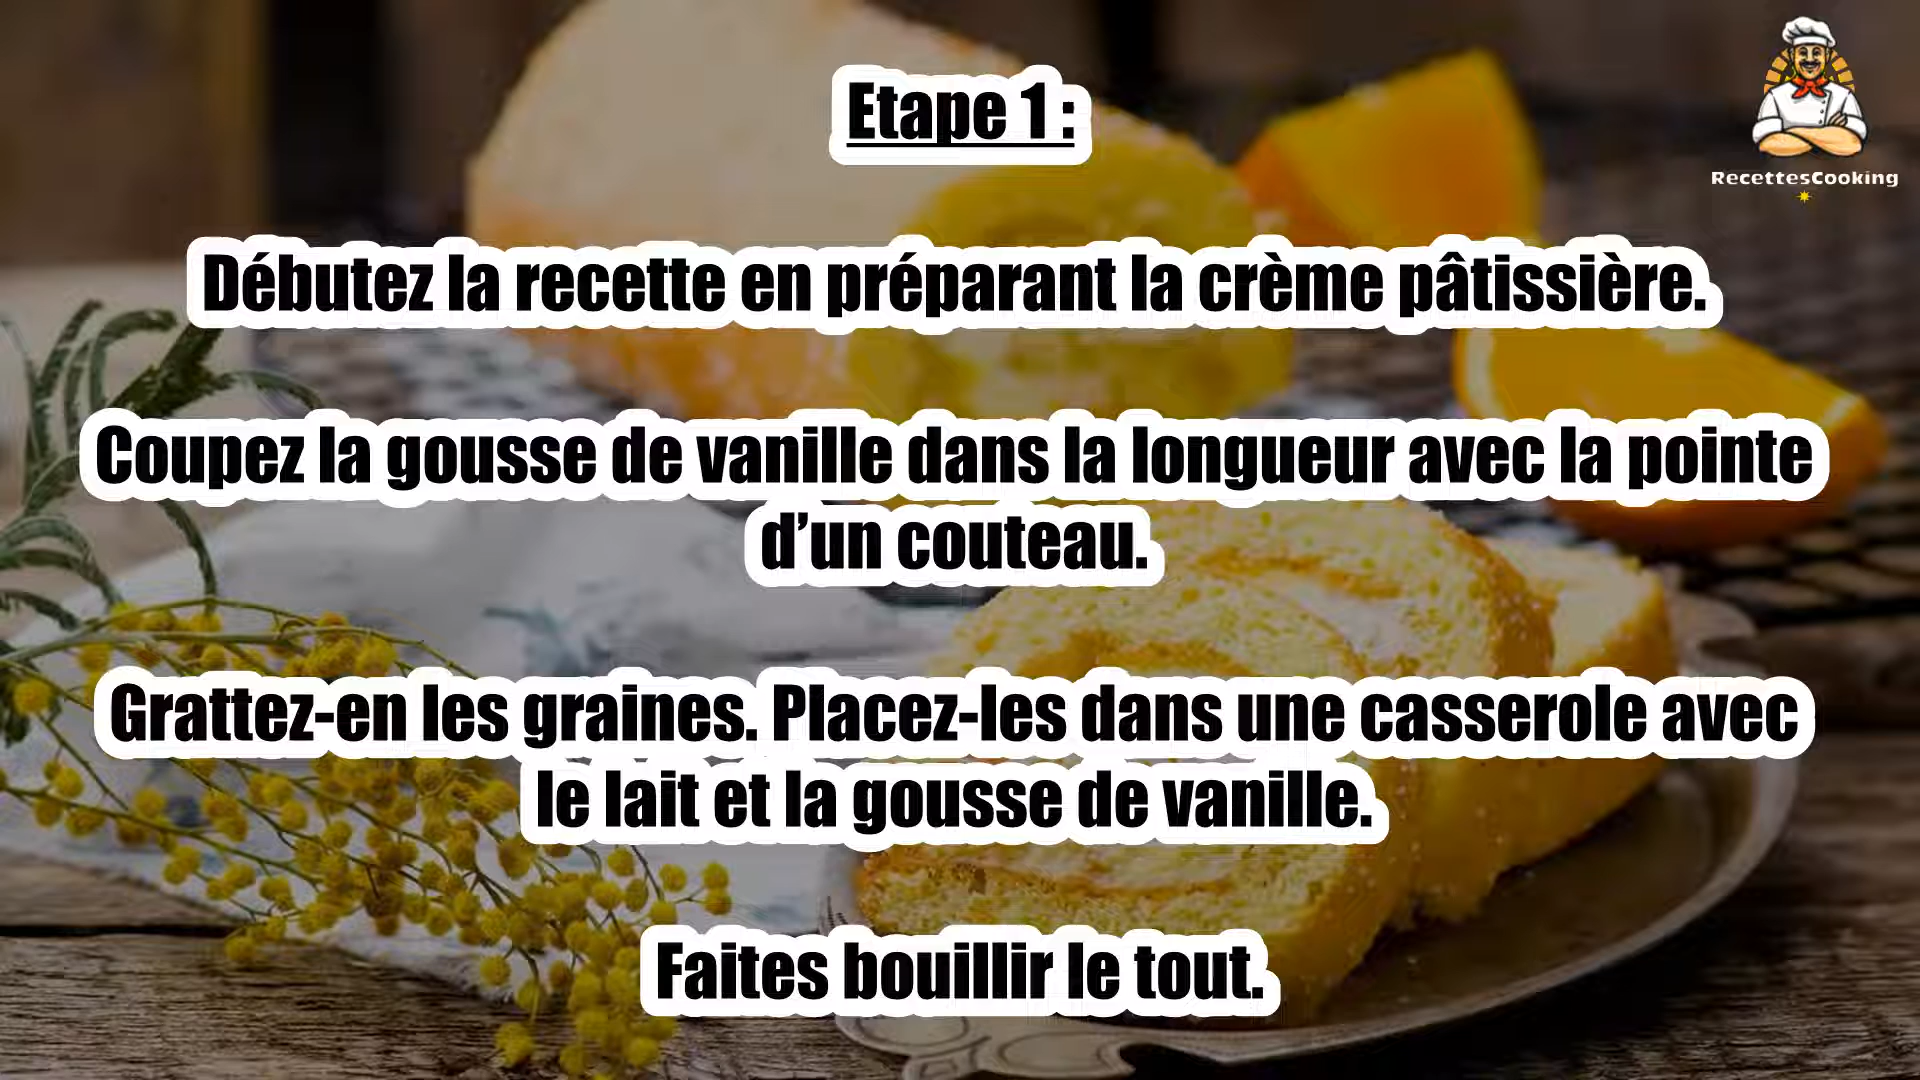 Etape 1 :
RecettesCooking
Débutez la recette en préparant la crème pâtissière.
Coupez la gousse de vanille dans la longueur avec la pointe
d’un couteau.
Grattez-en les graines. Placez-les dans une casserole avec
le lait et la gousse de vanille.
Faites bouillir le tout.